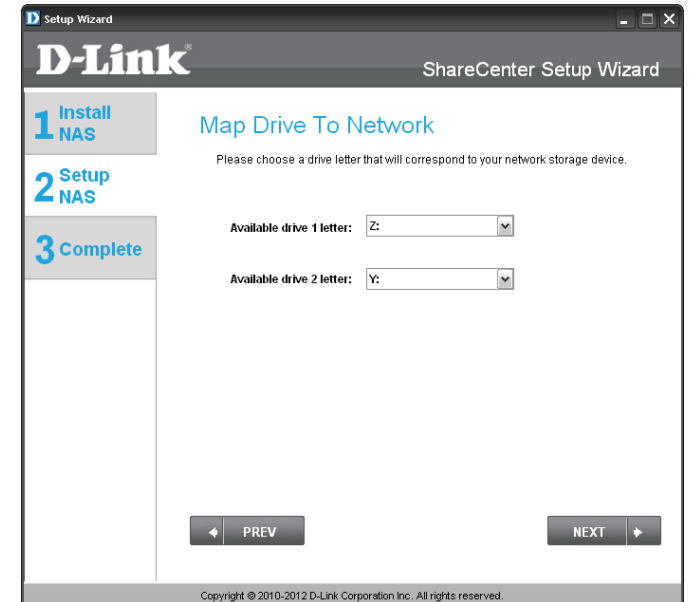 D Setup Wizard
D-Link®
ShareCenter Setup Wizard
1 Install
NAS
2 Setup
NAS
3 Complete
Map Drive To Network
Please choose a drive letter that will correspond to your network storage device.
Available drive 1 letter: Z:
Available drive 2 letter: Y:
PREV
NEXT
Copyright © 2010-2012 D-Link Corporation Inc. All rights reserved.